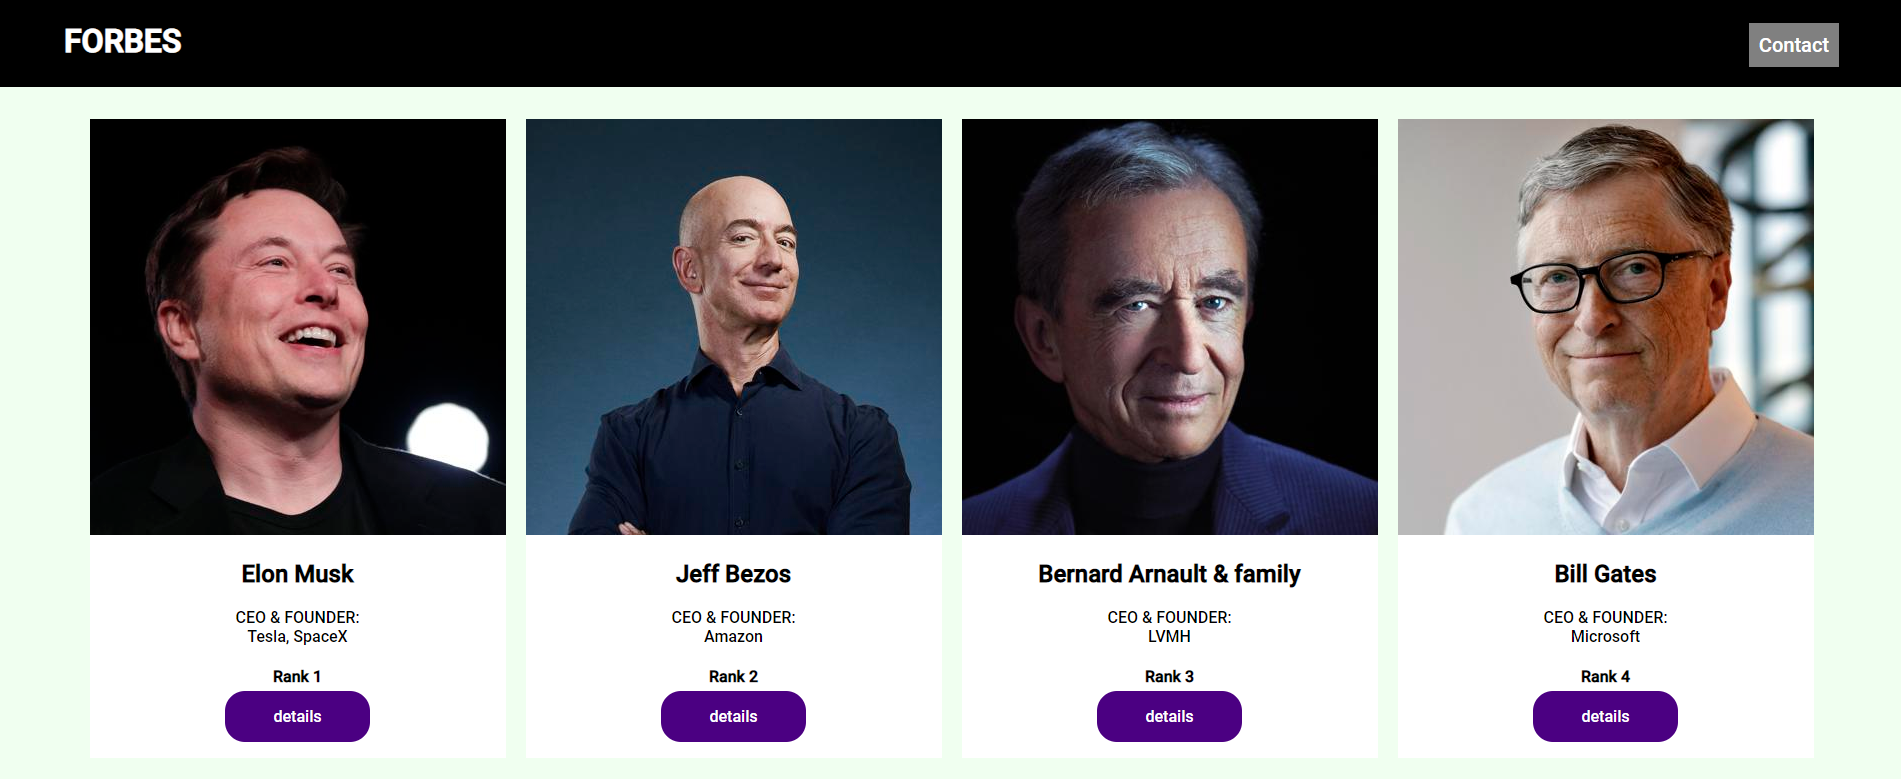 FORBES
Contact
Elon Musk
CEO & FOUNDER:
Tesla, SpaceX
Rank 1
details
Jeff Bezos
CEO & FOUNDER:
Amazon
Rank 2
details
Bernard Arnault & family
CEO & FOUNDER:
LVMH
Rank 3
details
Bill Gates
CEO & FOUNDER:
Microsoft
Rank 4
details